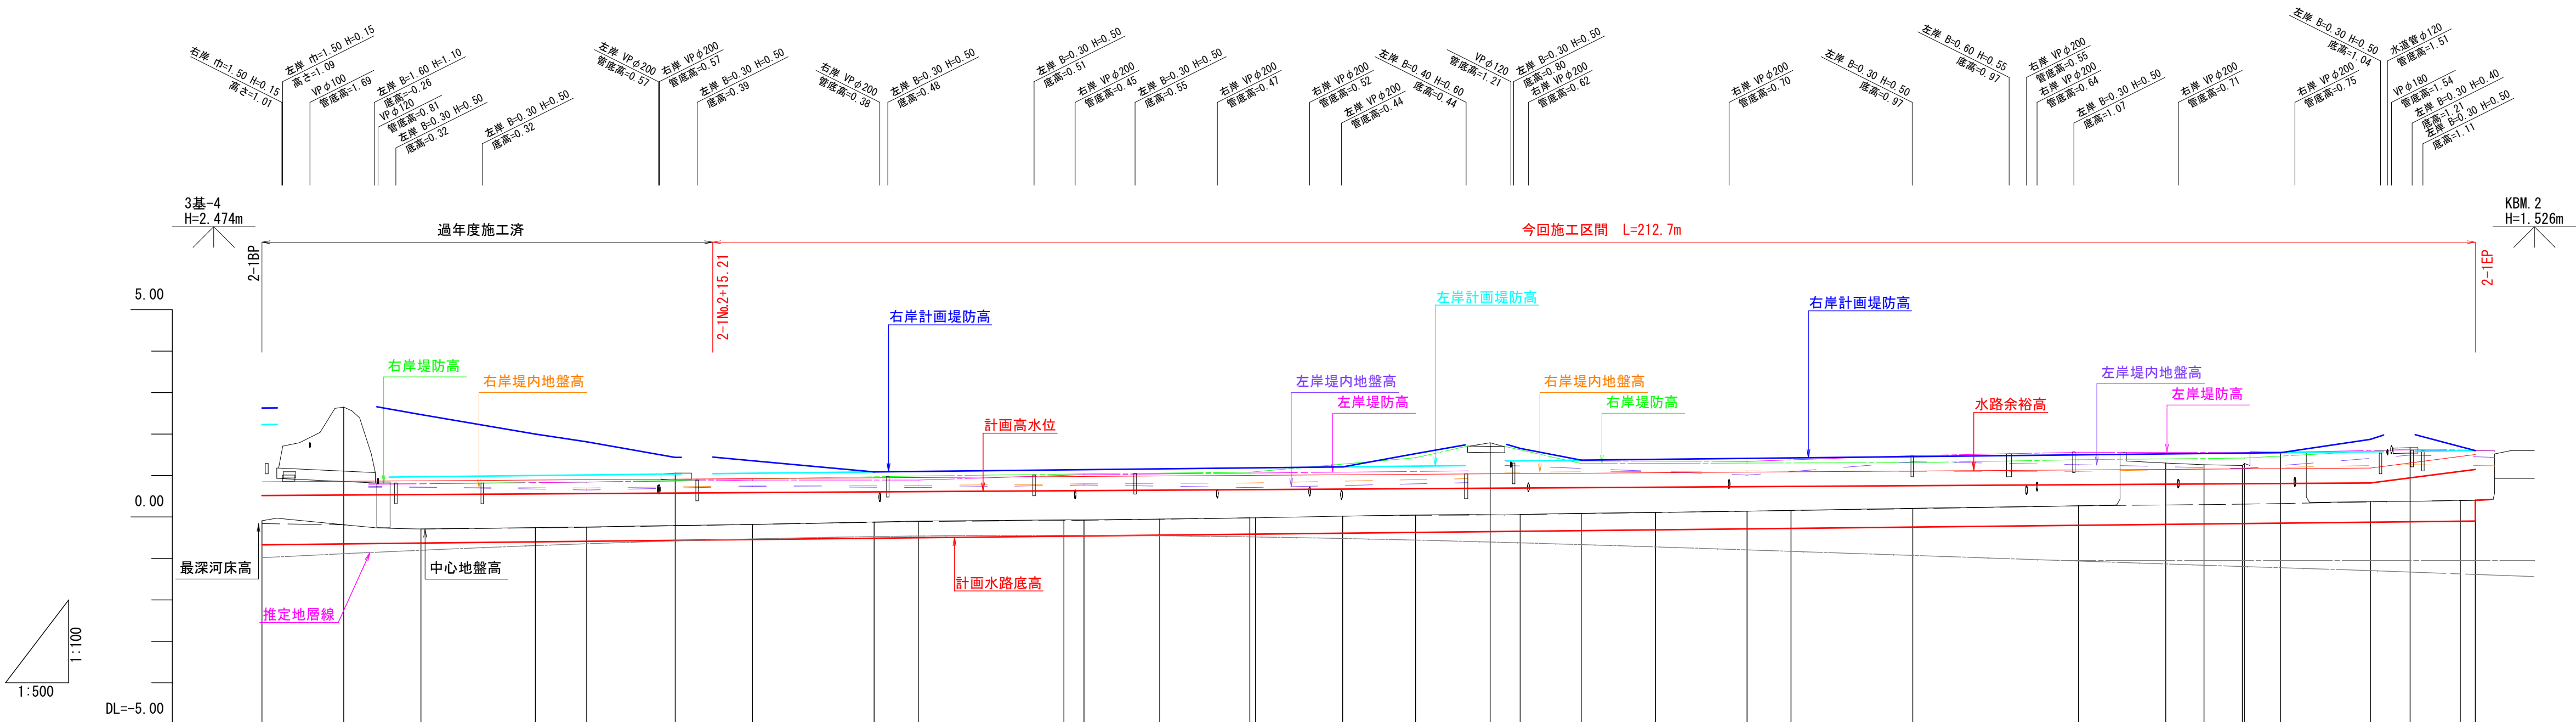 右岸 巾=1.50 H=0.15
高さ=1.01
左岸 巾=1.50 H=0.15
高さ=1.09
VPφ100
管底高=1.69
左岸 B=1.60 H=1.10
底高=-0.26
VPφ120
管底高=0.81
左岸 B=0.30 H=0.50
底高=0.32
左岸 B=0.30 H=0.50
底高=0.32
左岸 VPφ200
管底高=0.57
右岸 VPφ200
管底高=0.57
左岸 B=0.30 H=0.50
底高=0.39
右岸 VPφ200
管底高=0.38
左岸 B=0.30 H=0.50
底高=0.48
左岸 B=0.30 H=0.50
底高=0.51
右岸 VPφ200
管底高=0.45
左岸 B=0.30 H=0.50
底高=0.55
右岸 VPφ200
管底高=0.47
右岸 VPφ200
管底高=0.52
左岸 VPφ200
管底高=0.44
左岸 B=0.40 H=0.60
底高=0.44
VPφ120
管底高=1.21
左岸 B=0.30 H=0.50
底高=0.80
右岸 VPφ200
管底高=0.62
右岸 VPφ200
管底高=0.70
左岸 B=0.30 H=0.50
底高=0.97
左岸 B=0.60 H=0.55
底高=0.97
右岸 VPφ200
管底高=0.55
右岸 VPφ200
管底高=0.64
左岸 B=0.30 H=0.50
底高=1.07
右岸 VPφ200
管底高=0.71
右岸 VPφ200
管底高=0.75
左岸 B=0.30 H=0.50
底高=1.04
水道管φ120
管底高=1.51
VPφ180
管底高=1.54
左岸 B=0.30 H=0.40
底高=1.21
左岸 B=0.30 H=0.50
底高=1.11
3基-4
H=2.474m
KBM.2
H=1.526m
過年度施工済
今回施工区間 L=212.7m
2-1BP
2-1No.2+15.21
2-1EP
5.00
右岸計画堤防高
左岸計画堤防高
右岸計画堤防高
右岸堤防高
右岸堤内地盤高
左岸堤内地盤高
左岸堤防高
右岸堤内地盤高
右岸堤防高
水路余裕高
左岸堤内地盤高
左岸堤防高
計画高水位
0.00
最深河床高
中心地盤高
計画水路底高
推定地層線
1:100
1:500
DL=-5.00